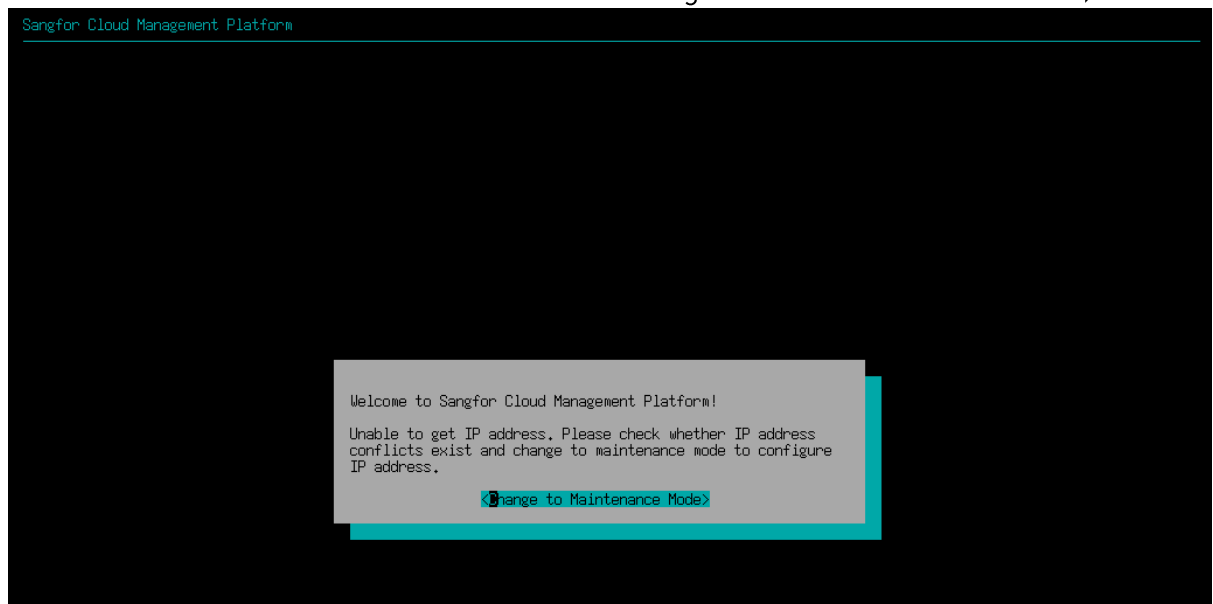 Sangfor Cloud Management Platform
Welcome to Sangfor Cloud Management Platform!
Unable to get IP address. Please check whether IP address
conflicts exist and change to maintenance mode to configure
IP address.
<Change to Maintenance Mode>